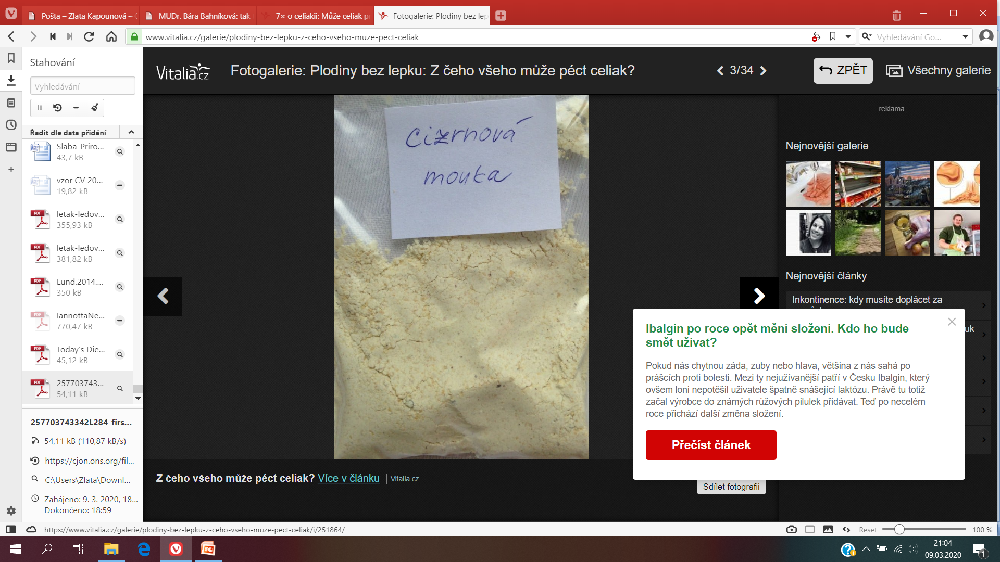 Pošta – Zlata Kapounová –
MUDr. Bára Bahníková: tak
7× o celiakii: Může celiak
Fotogalerie: Plodiny bez
www.vitalia.cz/galerie/plodiny-bez-lepku-z-ceho-vseho-muze-pect-celiak
Vyhledávání Go...
Stahování
Vyhledávání
Řadit dle data přidání
Slaba-Priro...
43,7 kB
vzor CV 20...
19,82 kB
letak-ledov...
355,93 kB
letak-ledov...
381,82 kB
Lund.2014....
350 kB
IannottaNe...
770,47 kB
Today's Die...
45,12 kB
257703743...
54,11 kB
257703743342L284_firs...
54,11 kB (110,87 kB/s)
https://cjon.ons.org/fil...
C:\Users\Zlata\Downl...
Zahájeno: 9. 3. 2020, 18...
Dokončeno: 18:59
Vitalia.cz
Fotogalerie: Plodiny bez lepku: Z čeho všeho může péct celiak?
3/34
ZPĚT
Všechny galerie
cizrnová
mouka
reklama
Nejnovější galerie
Nejnovější články
Inkontinence: kdy musíte doplácet za
uk
Ibalgin po roce opět mění složení. Kdo ho bude
smět užívat?
Pokud nás chytnou záda, zuby nebo hlava, většina z nás sahá po
prášcích proti bolesti. Mezi ty nejužívanější patří v Česku Ibalgin, který
ovšem loni nepotěšil uživatele špatně snášející laktózu. Právě tu totiž
začal výrobce do známých růžových pilulek přidávat. Teď po necelém
roce přichází další změna složení.
Přečíst článek
Z čeho všeho může péct celiak? Více v článku | Vitalia.cz
Sdílet fotografii
https://www.vitalia.cz/galerie/plodiny-bez-lepku-z-ceho-vseho-muze-pect-celiak/i/251864/
Reset
100 %
21:04
09.03.2020
1